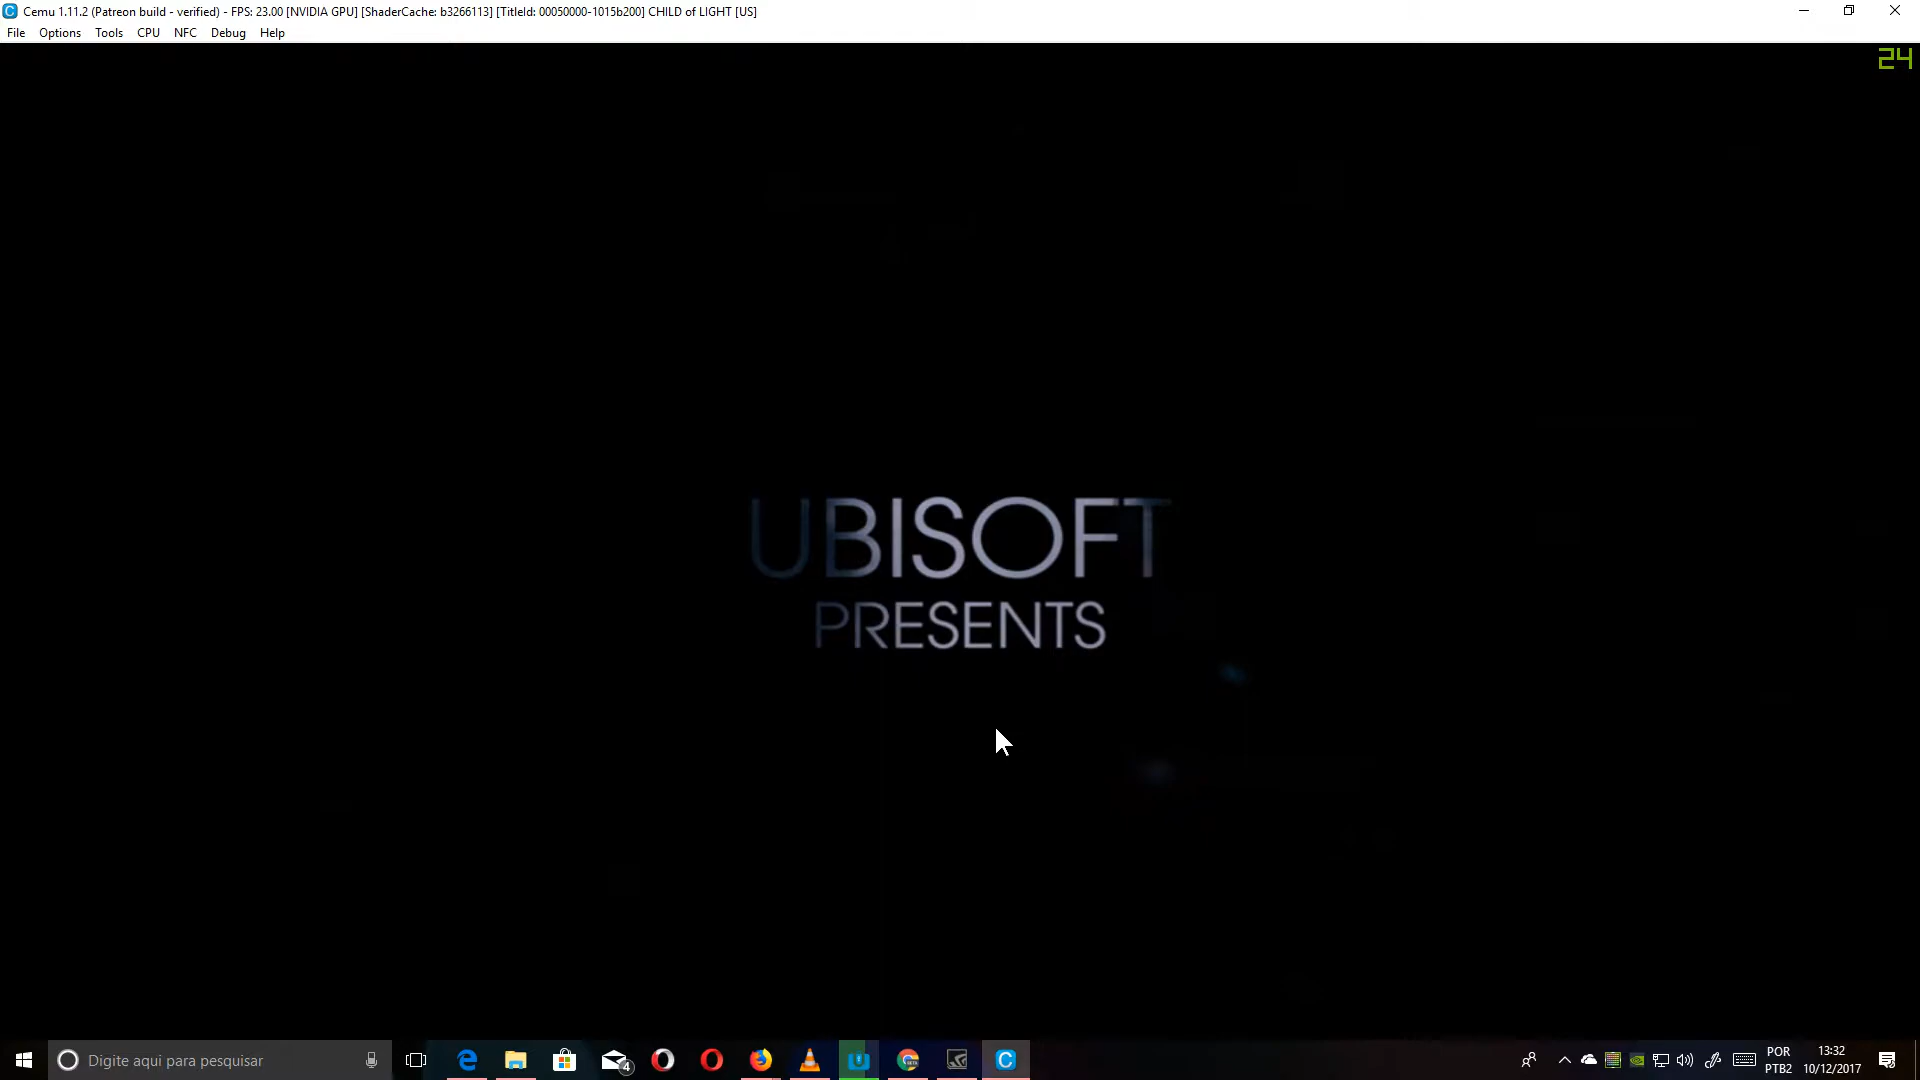 Cemu 1.11.2 (Patreon build - verified) - FPS: 23.00 [NVIDIA GPU] [ShaderCache: b3266113] [TitleId: 00050000-1015b200] CHILD of LIGHT [US]
File Options Tools CPU NFC Debug Help
24
UBISOFT
PRESENTS
Digite aqui para pesquisar
4
POR
PTB2
13:32
10/12/2017